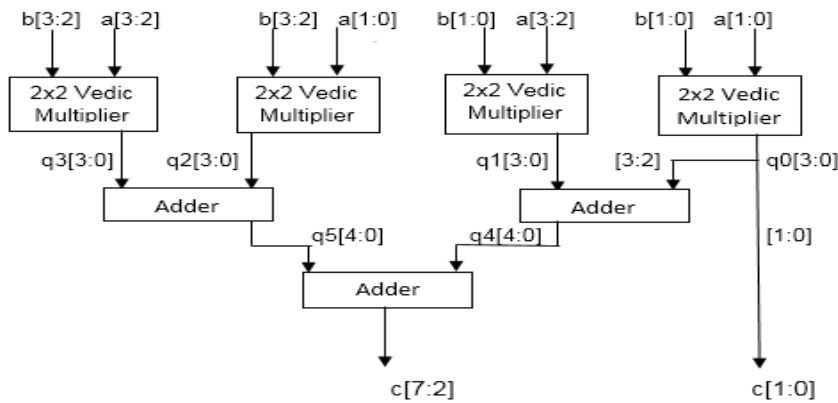 b[3:2] a[3:2] b[3:2] a[1:0] b[1:0] a[3:2] b[1:0] a[1:0]
2x2 Vedic Multiplier
2x2 Vedic Multiplier
2x2 Vedic Multiplier
2x2 Vedic Multiplier
q3[3:0] q2[3:0] q1[3:0] [3:2] q0[3:0]
Adder Adder
q5[4:0] q4[4:0] [1:0]
Adder
c[7:2] c[1:0]